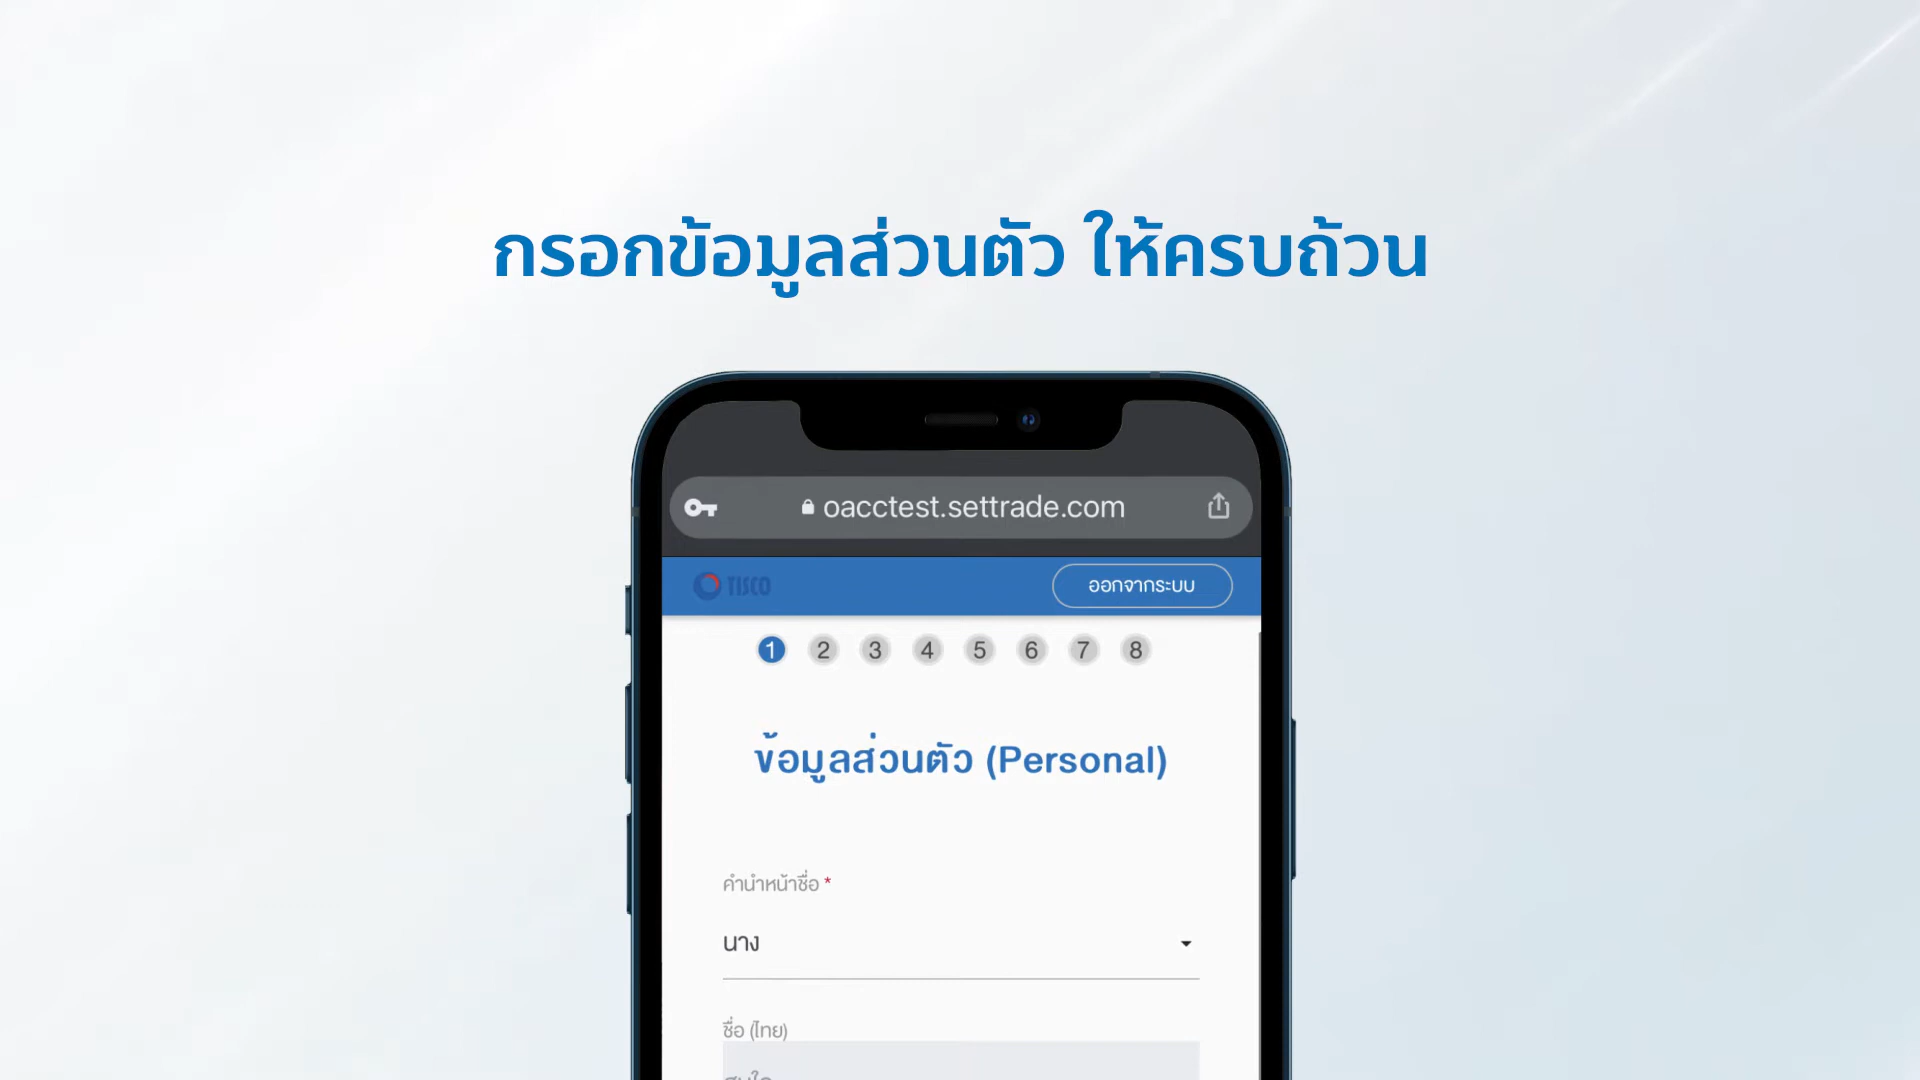 กรอกข้อมูลส่วนตัว ให้ครบถ้วน
oacctest.settrade.com
TISCO
ออกจากระบบ
1 2 3 4 5 6 7 8
ข้อมูลส่วนตัว (Personal)
คำนำหน้าชื่อ *
นาง
ชื่อ (ไทย)